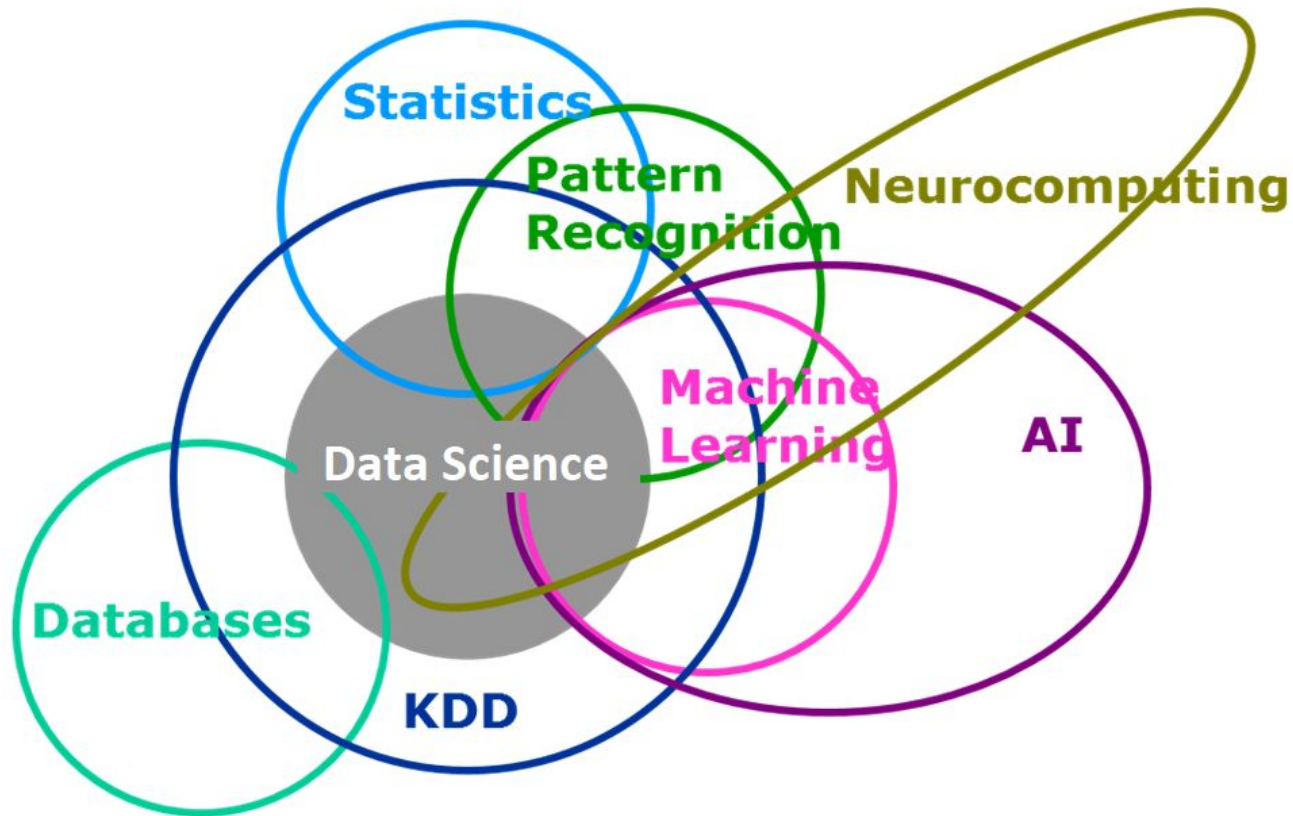 Statistics
Pattern
Recognition
Neurocomputing
Machine
Learning
AI
Data Science
Databases
KDD